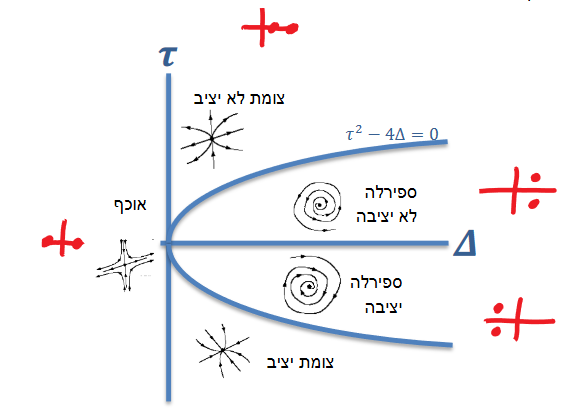 τ
צומת לא יציב
τ² − 4Δ = 0
אוכף
ספירלה
לא יציבה
Δ
ספירלה
יציבה
צומת יציב